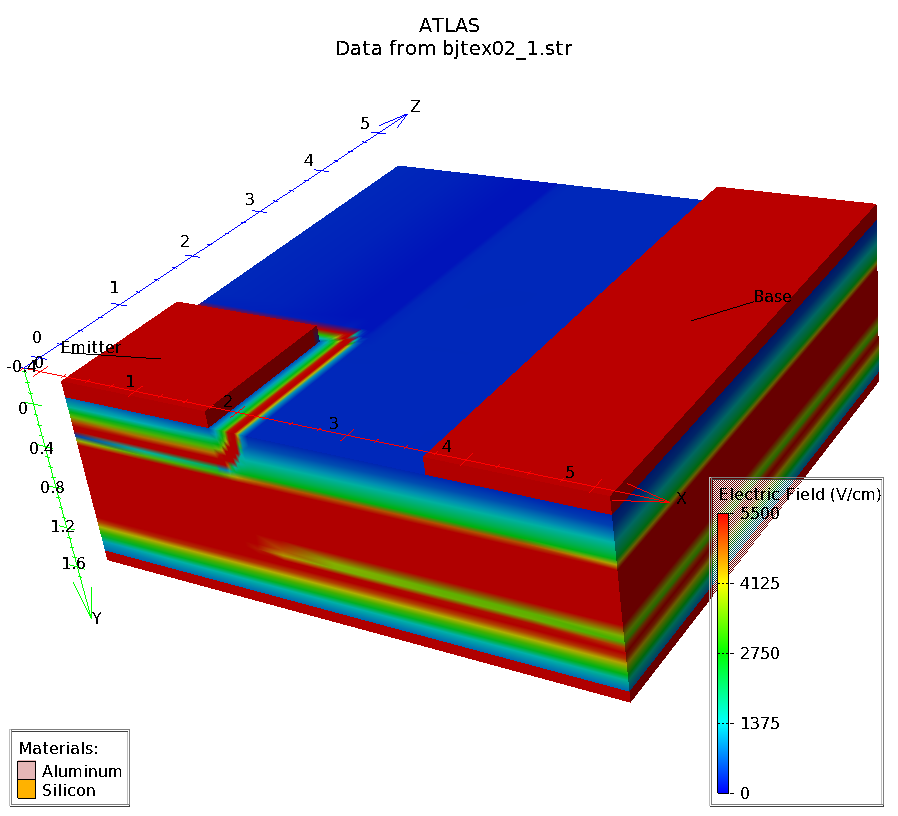 ATLAS
Data from bjtex02_1.str
Z
5
4
3
2
1
0
Emitter
Base
-0.4
0
1
2
3
4
5
X
0
0.4
0.8
1.2
1.6
Y
Electric Field (V/cm)
5500
4125
2750
1375
0
Materials:
Aluminum
Silicon